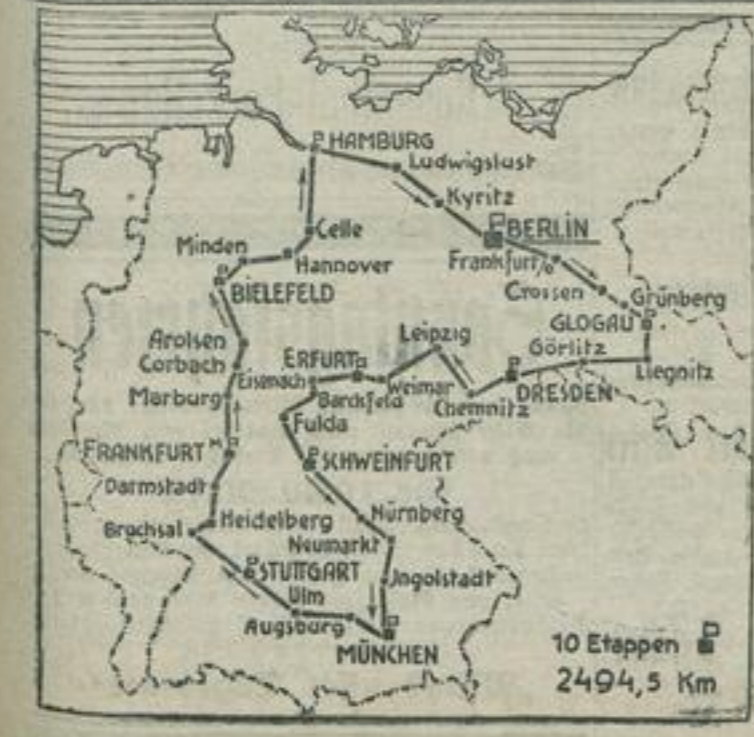 HAMBURG
Ludwigslust
Kyritz
BERLIN
Celle
Minden
Hannover
Frankfurt/o
BIELEFELD
Crossen
Grünberg
GLOGAU
Arolsen
Leipzig
Görlitz
Corbach
ERFURT
Liegnitz
Eisenach
Weimar
DRESDEN
Marburg
Barchfeld
Chemnitz
Fulda
FRANKFURT M
SCHWEINFURT
Darmstadt
Heidelberg
Nürnberg
Bruchsal
Neumarkt
STUTTGART
Ingolstadt
Ulm
Augsburg
MÜNCHEN
10 Etappen
2494,5 Km